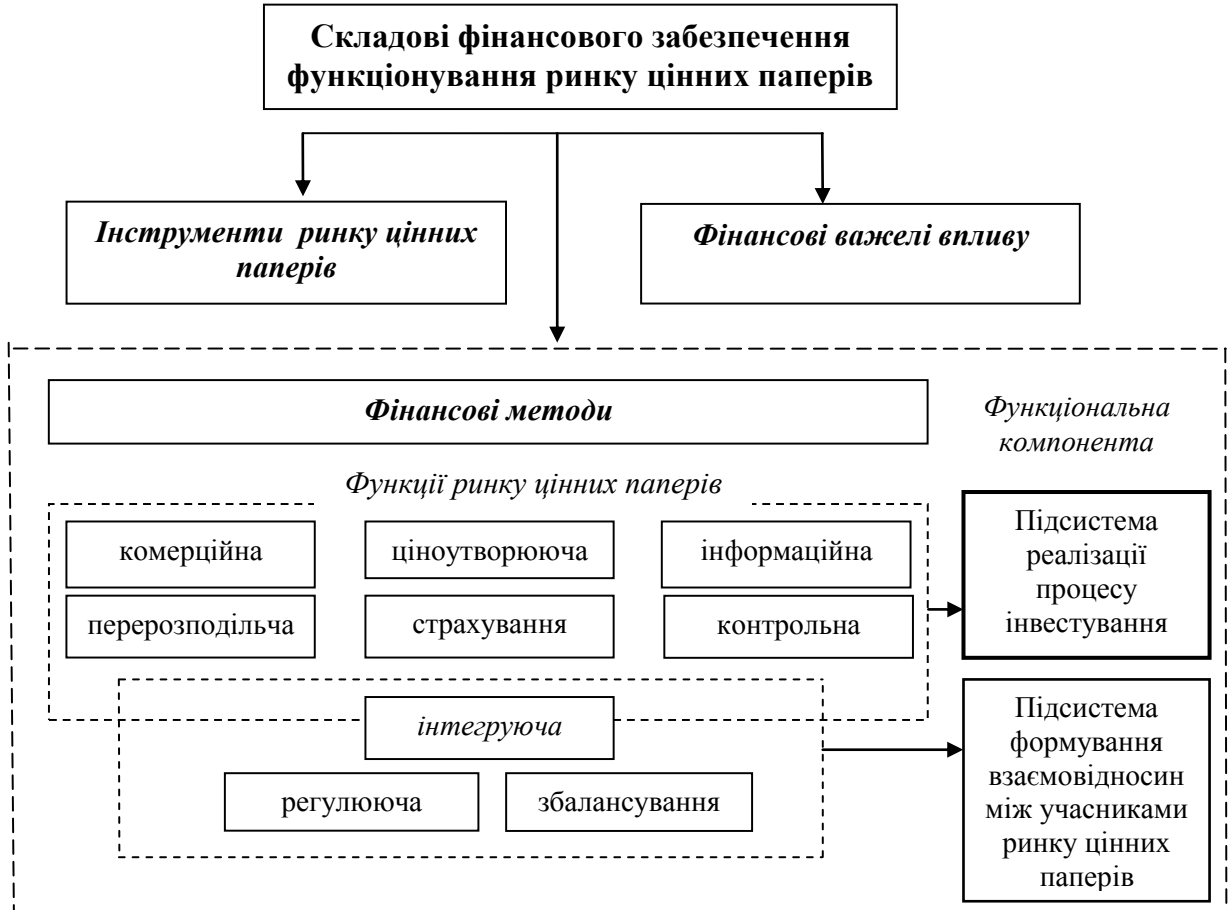 Складові фінансового забезпечення
функціонування ринку цінних паперів
Інструменти ринку цінних
паперів
Фінансові важелі впливу
Фінансові методи
Функціональна
компонента
Функції ринку цінних паперів
комерційна
ціноутворююча
інформаційна
перерозподільча
страхування
контрольна
Підсистема
реалізації
процесу
інвестування
інтегруюча
регулююча
збалансування
Підсистема
формування
взаємовідносин
між учасниками
ринку цінних
паперів